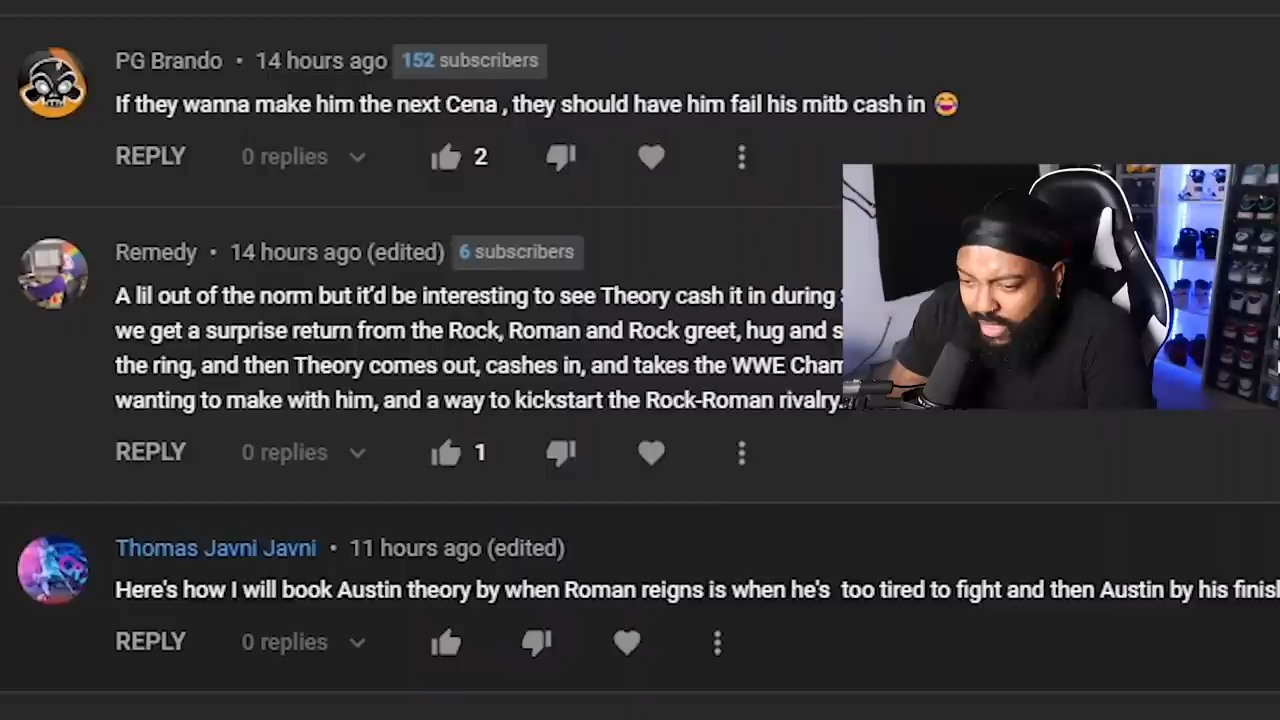 PG Brando • 14 hours ago 152 subscribers
If they wanna make him the next Cena , they should have him fail his mitb cash in 😂
REPLY 0 replies 2
Remedy • 14 hours ago (edited) 6 subscribers
A lil out of the norm but it'd be interesting to see Theory cash it in during
we get a surprise return from the Rock, Roman and Rock greet, hug and
the ring, and then Theory comes out, cashes in, and takes the WWE
wanting to make with him, and a way to kickstart the Rock-Roman rivalry.
REPLY 0 replies 1
Thomas Javni Javni • 11 hours ago (edited)
Here's how I will book Austin theory by when Roman reigns is when he's too tired to fight and then Austin by his
REPLY 0 replies